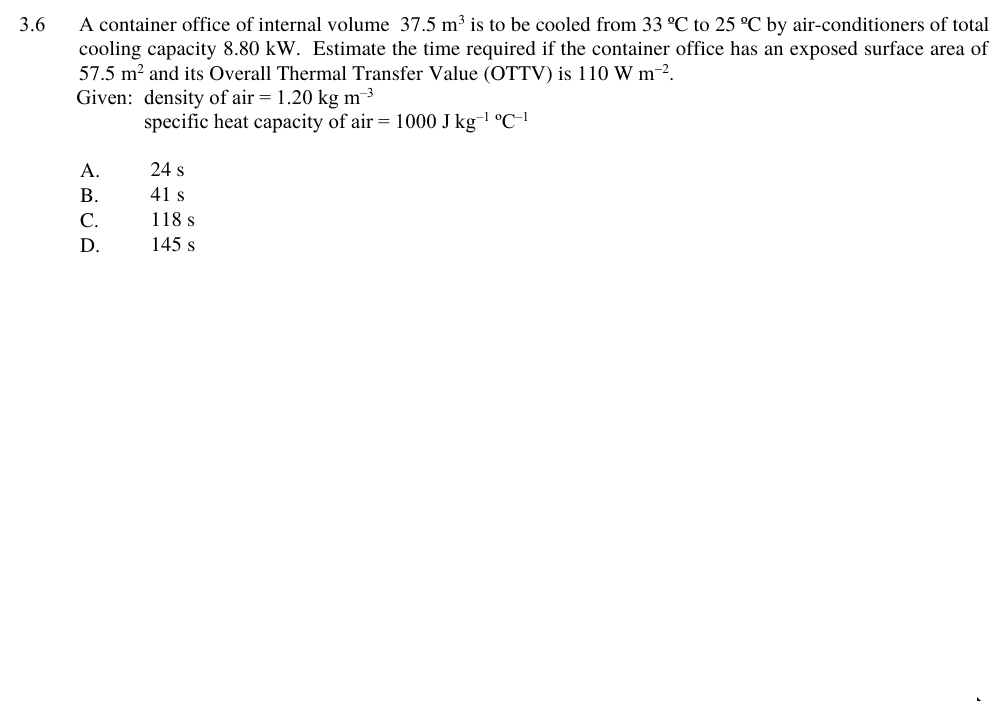 3.6 A container office of internal volume 37.5 m³ is to be cooled from 33 ºC to 25 ºC by air-conditioners of total
cooling capacity 8.80 kW. Estimate the time required if the container office has an exposed surface area of
57.5 m² and its Overall Thermal Transfer Value (OTTV) is 110 W m⁻².
Given: density of air = 1.20 kg m⁻³
specific heat capacity of air = 1000 J kg⁻¹ ºC⁻¹
A. 24 s
B. 41 s
C. 118 s
D. 145 s